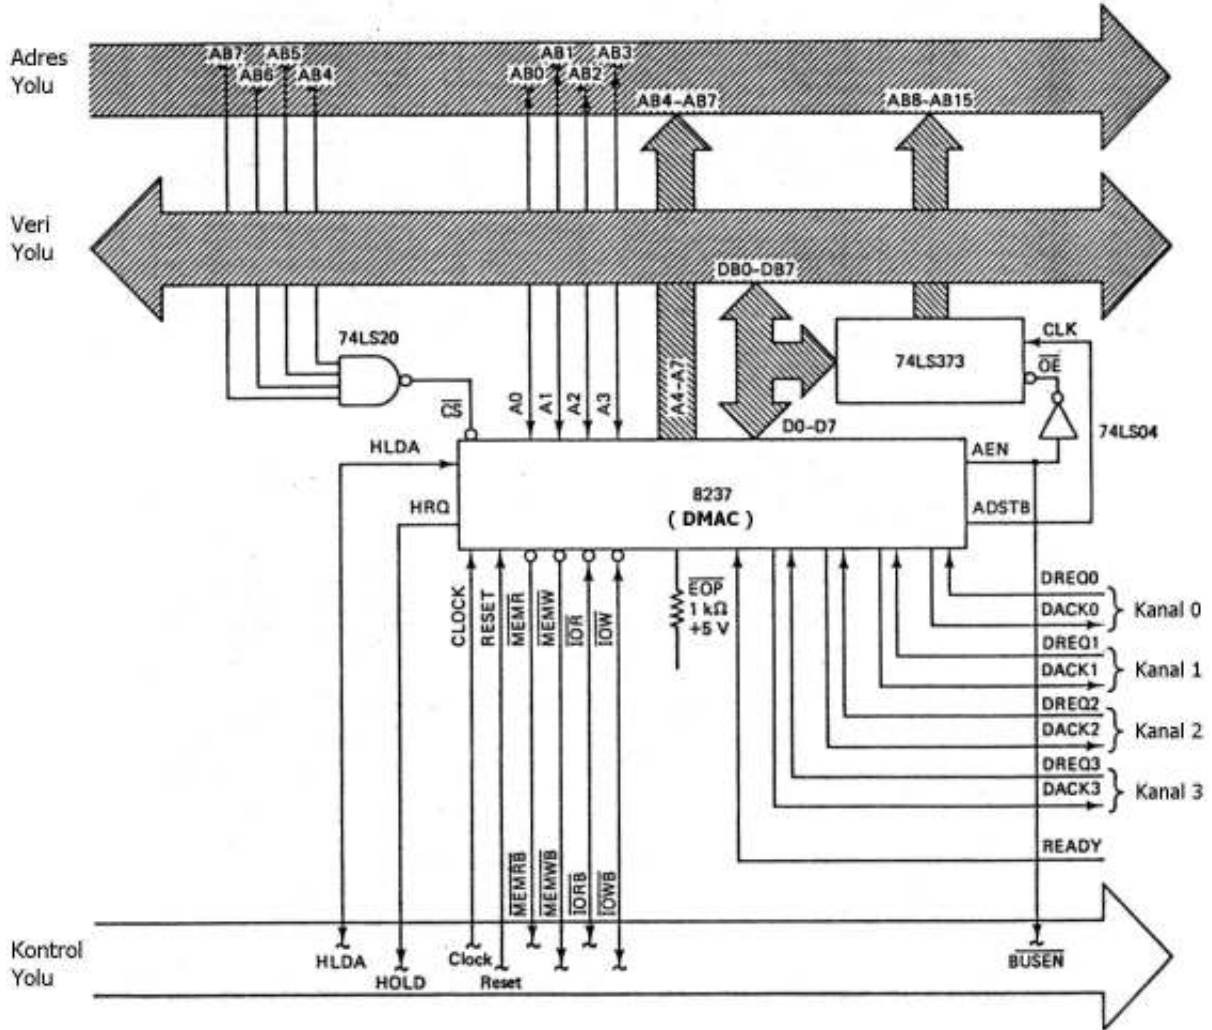 Adres
Yolu
AB7
AB6
AB5
AB4
AB0
AB1
AB2
AB3
AB4-AB7
AB8-AB15
Veri
Yolu
DB0-DB7
74LS20
CS
A0
A1
A2
A3
A4-A7
D0-D7
74LS373
CLK
OE
74LS04
HLDA
HRQ
8237
( DMAC )
AEN
ADSTB
CLOCK
RESET
MEMR
MEMW
IOR
IOW
EOP
1 kΩ
+5 V
DREQ0
DACK0
Kanal 0
DREQ1
DACK1
Kanal 1
DREQ2
DACK2
Kanal 2
DREQ3
DACK3
Kanal 3
READY
MEMRB
MEMWB
IORB
IOWB
Kontrol
Yolu
HLDA
HOLD
Clock
Reset
BUSEN